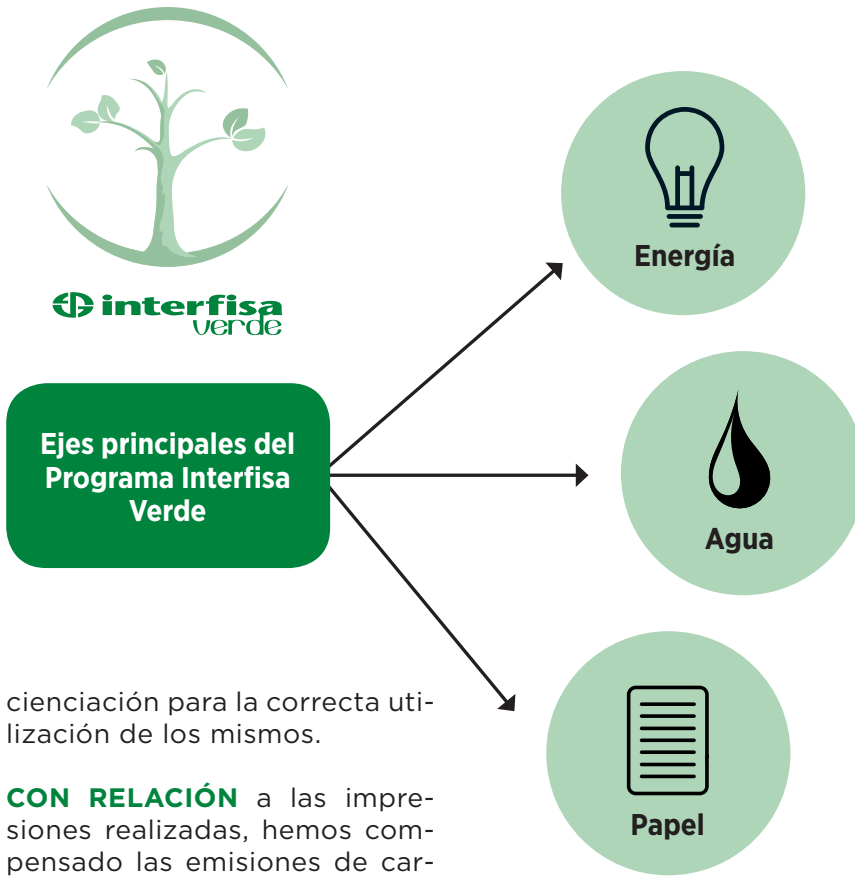 interfisa
verde
Energía
Ejes principales del
Programa Interfisa
Verde
Agua
Papel
cienciación para la correcta uti-
lización de los mismos.
CON RELACIÓN a las impre-
siones realizadas, hemos com-
pensado las emisiones de car-